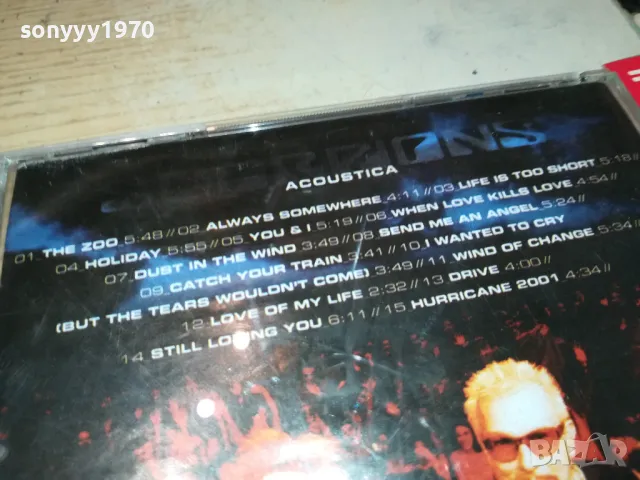 sonyyy1970
SCORPIONS
ACOUSTICA
01. THE ZOO 5:48 // 02. ALWAYS SOMEWHERE 4:11 // 03. LIFE IS TOO SHORT 5:18 //
04. HOLIDAY 5:55 // 05. YOU & I 5:19 // 06. WHEN LOVE KILLS LOVE 4:54 //
07. DUST IN THE WIND 3:49 // 08. SEND ME AN ANGEL 5:24 //
09. CATCH YOUR TRAIN 3:41 // 10. I WANTED TO CRY
(BUT THE TEARS WOULDN'T COME) 3:49 // 11. WIND OF CHANGE 5:34 //
12. LOVE OF MY LIFE 2:32 // 13. DRIVE 4:00 //
14. STILL LOVING YOU 6:11 // 15. HURRICANE 2001 4:34 //
BAZAR
bg